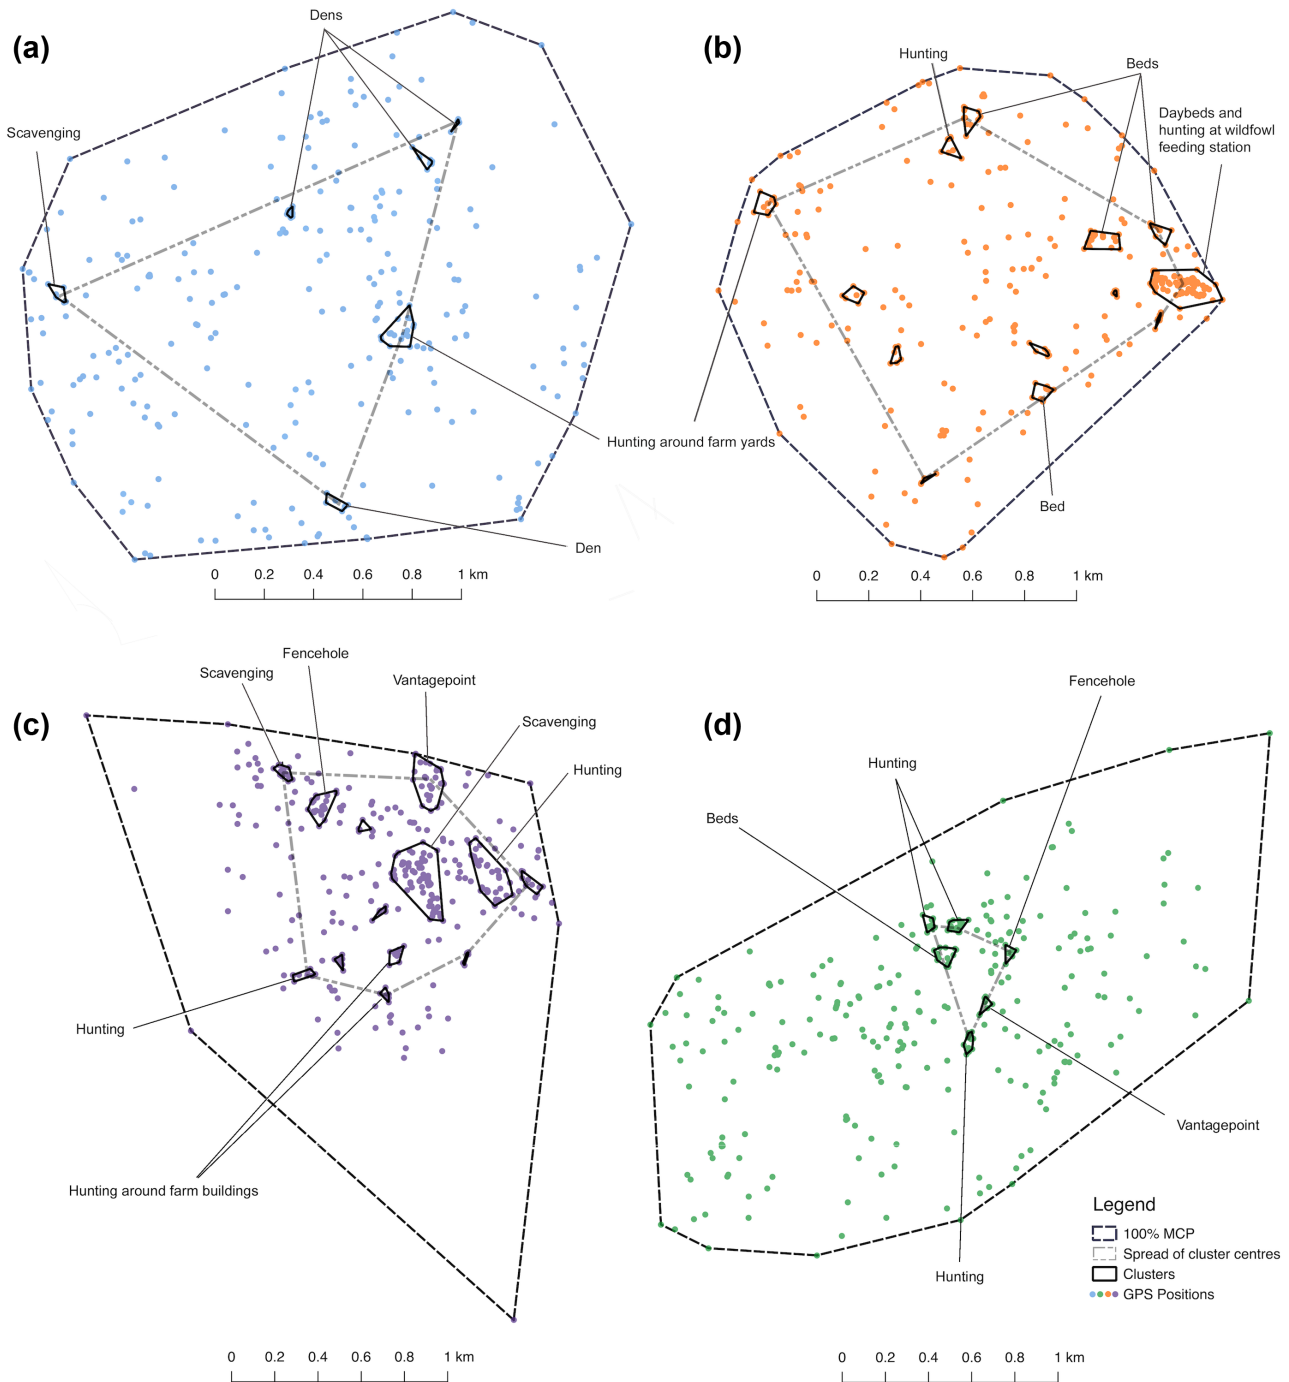 (a)
Dens
Scavenging
Hunting around farm yards
Den
0 0.2 0.4 0.6 0.8 1 km
(b)
Hunting
Beds
Daybeds and
hunting at wildfowl
feeding station
Bed
0 0.2 0.4 0.6 0.8 1 km
(c)
Fencehole
Scavenging
Vantagepoint
Scavenging
Hunting
Hunting
Hunting around farm buildings
0 0.2 0.4 0.6 0.8 1 km
(d)
Fencehole
Hunting
Beds
Vantagepoint
Hunting
Legend
100% MCP
Spread of cluster centres
Clusters
GPS Positions
0 0.2 0.4 0.6 0.8 1 km